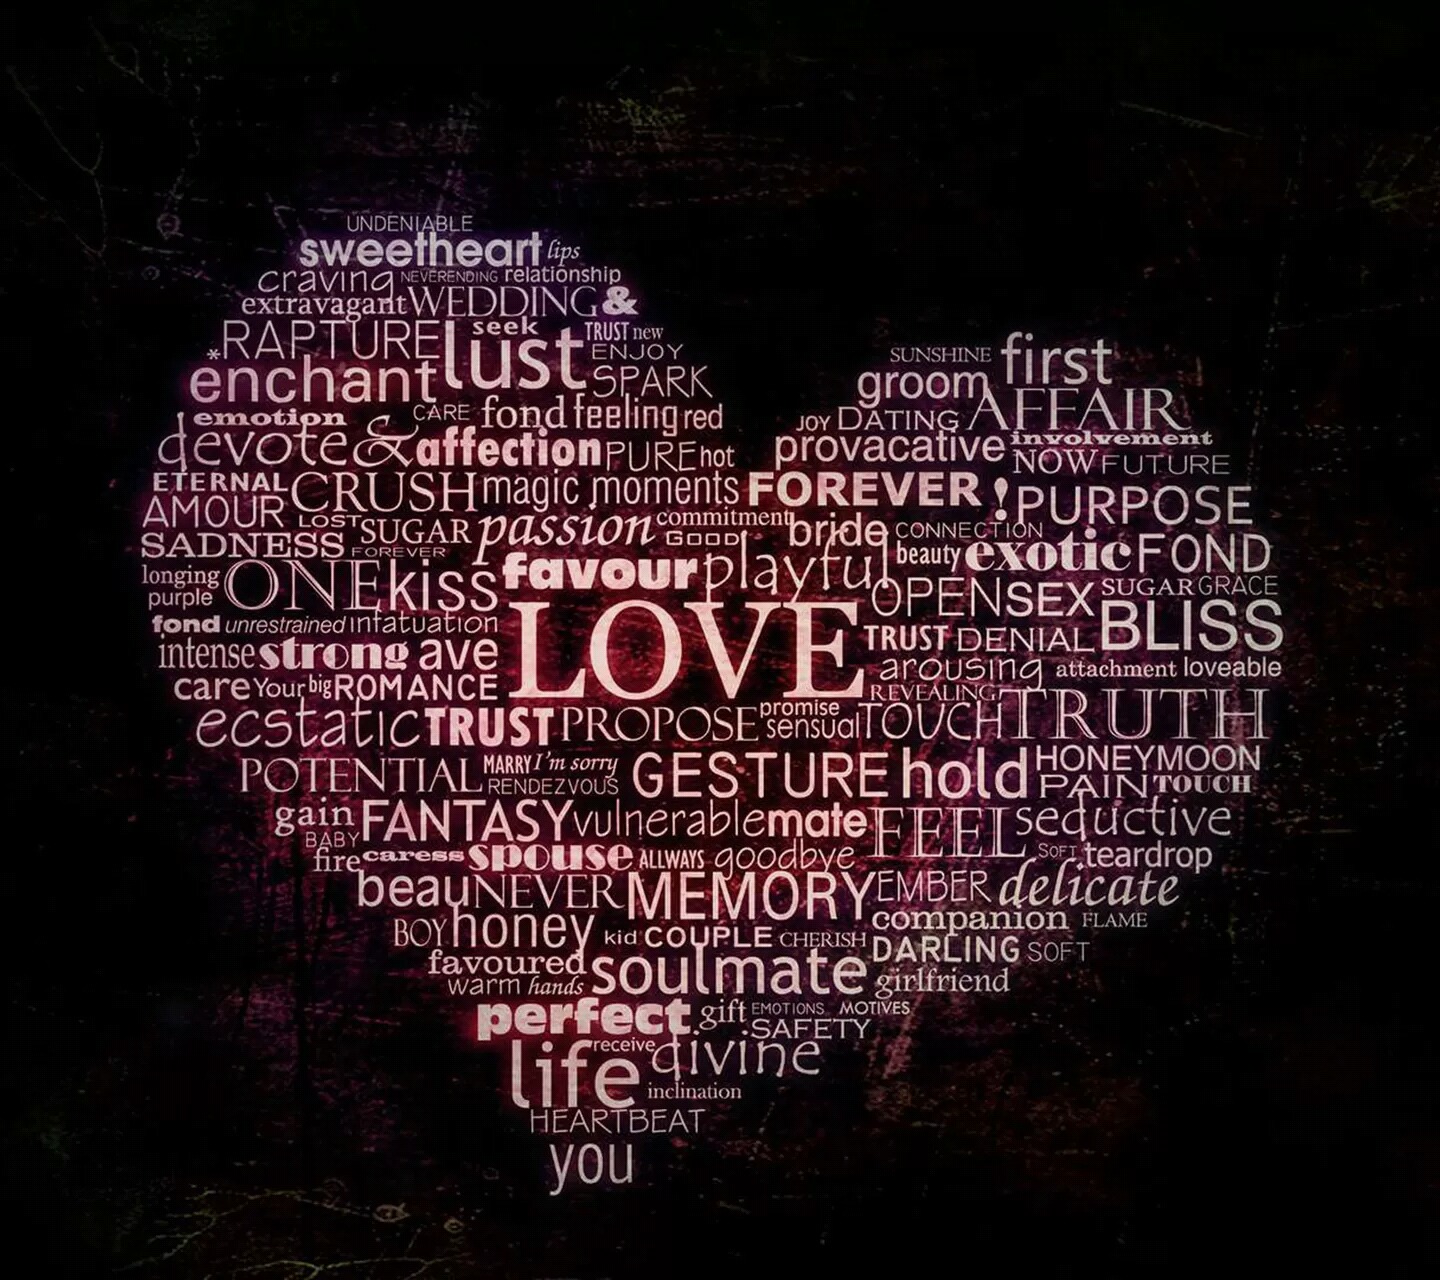 UNDENIABLE
sweetheart lips
craving NEVERENDING relationship
extravagant WEDDING &
*RAPTURE lust seek TRUST new
ENJOY
enchant SPARK
SUNSHINE first
groom
emotion CARE fond feeling red
JOY DATING AFFAIR
devote & affection PURE hot
provacative involvement
NOW FUTURE
ETERNAL CRUSH magic moments FOREVER! PURPOSE
AMOUR LOST SUGAR passion commitment bride CONNECTION
SADNESS FOREVER GOOD beauty exotic FOND
longing ONE kiss favour playful
purple OPEN SEX SUGAR GRACE
fond unrestrained infatuation LOVE TRUST DENIAL BLISS
intense strong ave arousing attachment loveable
care Your big ROMANCE REVEALING
ecstatic TRUST PROPOSE promise TOUCH TRUTH
sensual
POTENTIAL MARRY I'm sorry GESTURE hold HONEYMOON
RENDEZVOUS PAIN TOUCH
gain FANTASY vulnerable mate FEEL seductive
BABY
fire caress spouse ALLWAYS goodbye SOFT teardrop
beau NEVER MEMORY EMBER delicate
companion FLAME
BOY honey kid COUPLE CHERISH DARLING SOFT
favoured soulmate girlfriend
warm hands
perfect gift EMOTIONS MOTIVES
SAFETY
life receive divine
inclination
HEARTBEAT
you